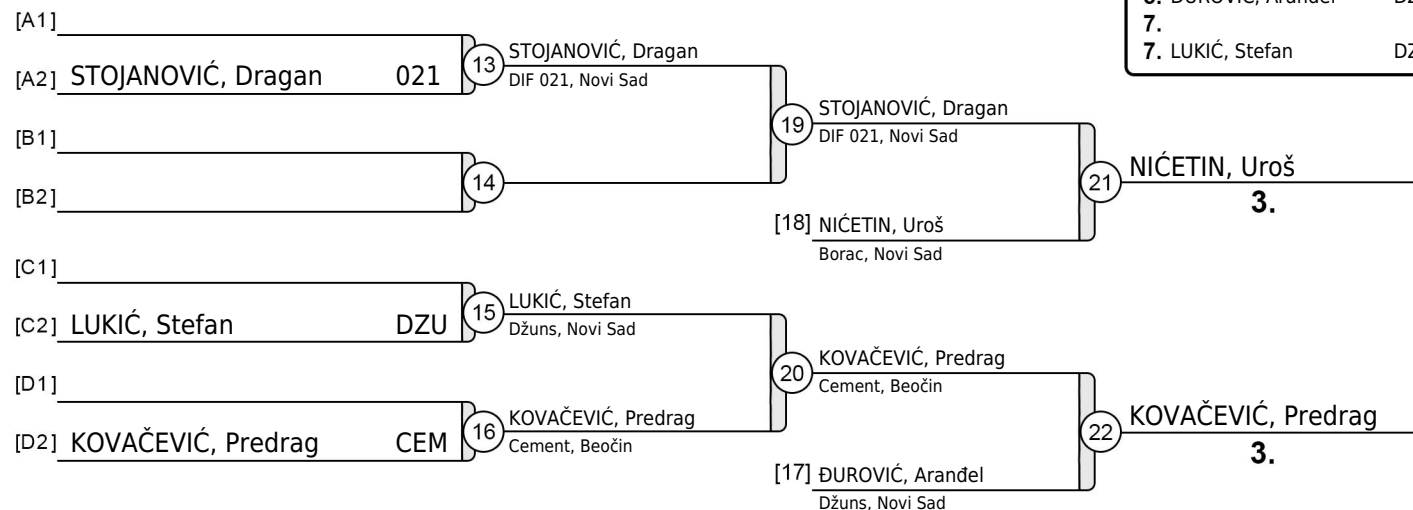 7.
7. LUKIĆ, Stefan
[A1]
[A2] STOJANOVIĆ, Dragan 021
13
STOJANOVIĆ, Dragan
DIF 021, Novi Sad
[B1]
[B2]
14
19
STOJANOVIĆ, Dragan
DIF 021, Novi Sad
[18] NIĆETIN, Uroš
Borac, Novi Sad
21
NIĆETIN, Uroš
3.
[C1]
[C2] LUKIĆ, Stefan DZU
15
LUKIĆ, Stefan
Džuns, Novi Sad
[D1]
[D2] KOVAČEVIĆ, Predrag CEM
16
KOVAČEVIĆ, Predrag
Cement, Beočin
20
KOVAČEVIĆ, Predrag
Cement, Beočin
[17] ĐUROVIĆ, Aranđel
Džuns, Novi Sad
22
KOVAČEVIĆ, Predrag
3.